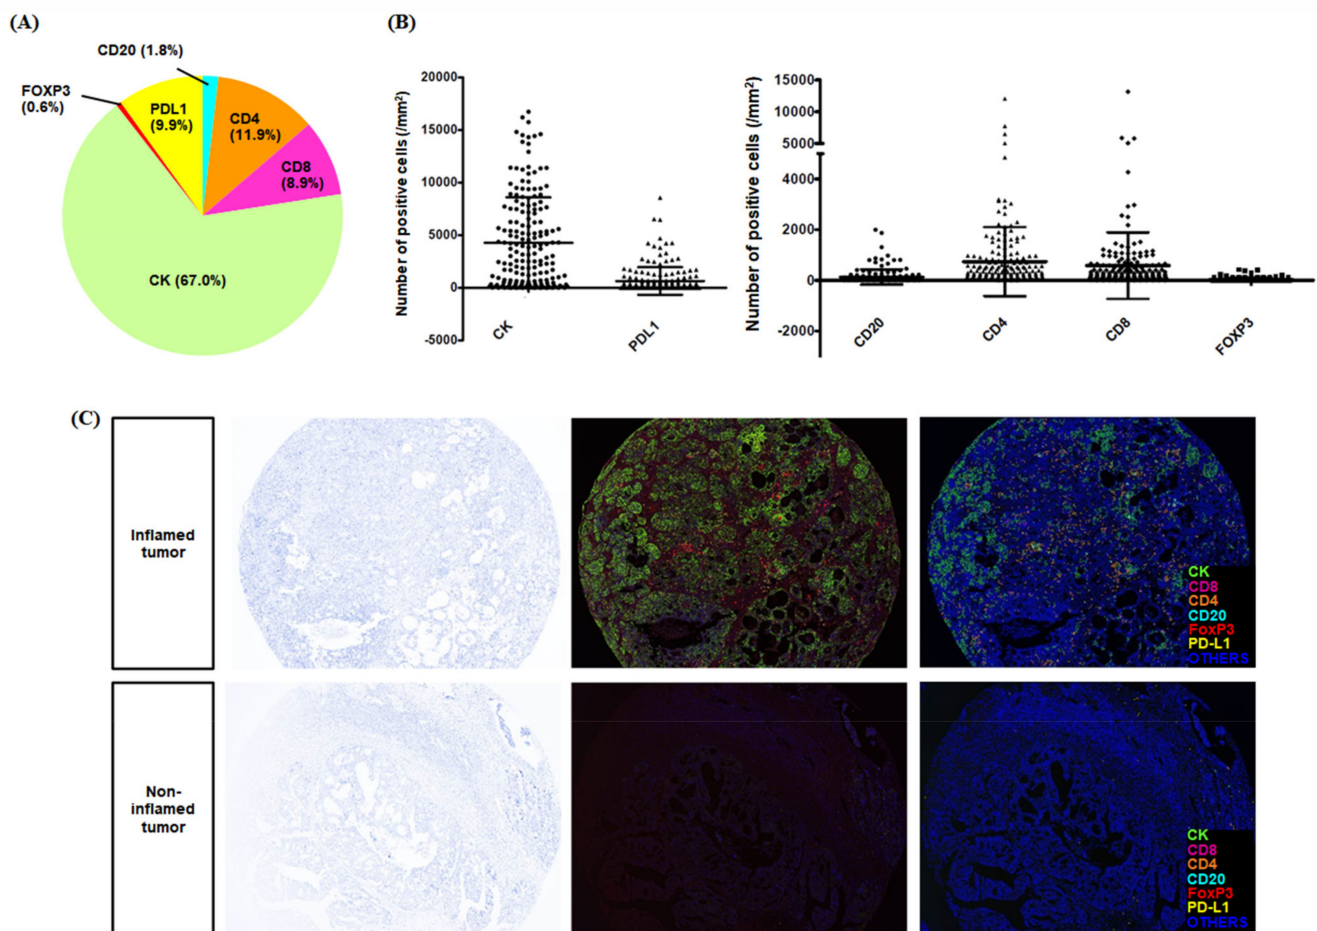 (A)
CD20 (1.8%)
FOXP3
(0.6%)
PDL1
(9.9%)
CD4
(11.9%)
CD8
(8.9%)
CK (67.0%)
(B)
Number of positive cells (/mm²)
20000
15000
10000
5000
0
-5000
CK
PDL1
Number of positive cells (/mm²)
15000
10000
5000
4000
2000
0
-2000
CD20
CD4
CD8
FOXP3
(C)
Inflamed
tumor
CK
CD8
CD4
CD20
FoxP3
PD-L1
OTHERS
Non-
inflamed
tumor
CK
CD8
CD4
CD20
FoxP3
PD-L1
OTHERS